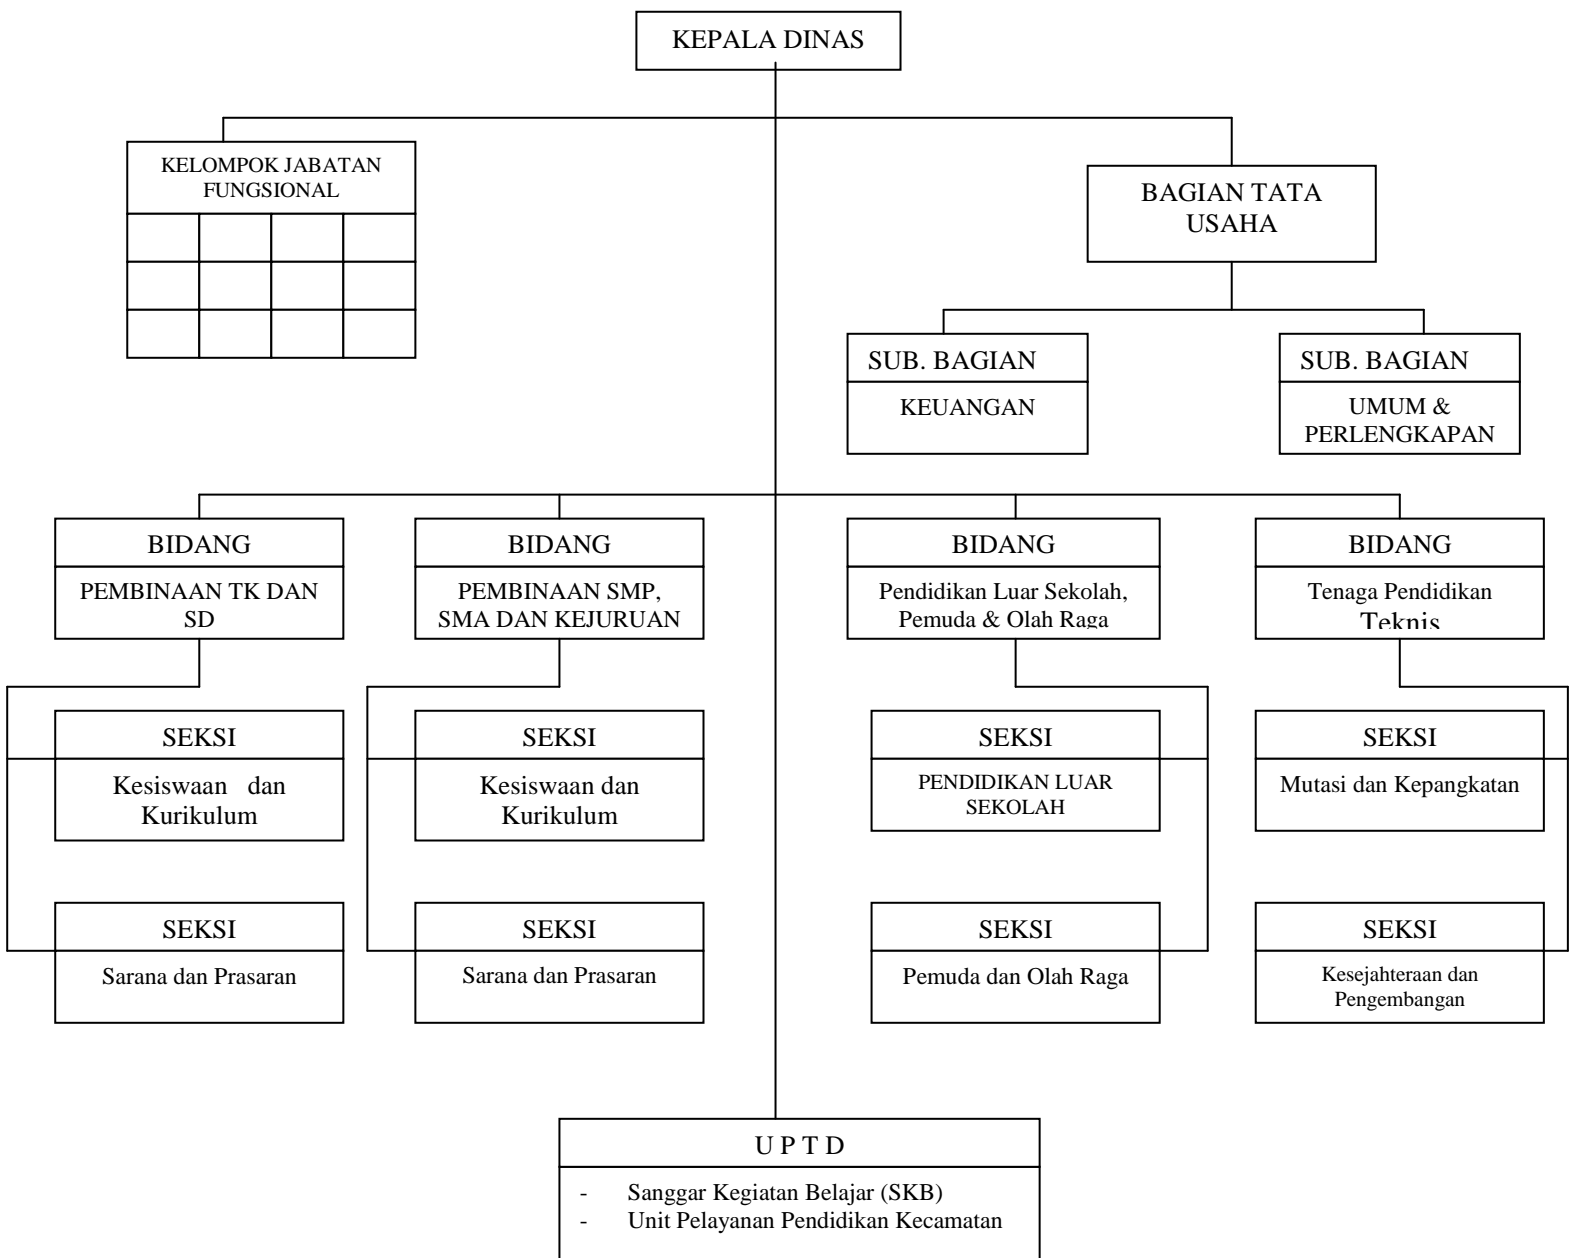 KEPALA DINAS
KELOMPOK JABATAN
FUNGSIONAL
BAGIAN TATA
USAHA
SUB. BAGIAN
KEUANGAN
SUB. BAGIAN
UMUM &
PERLENGKAPAN
BIDANG
PEMBINAAN TK DAN
SD
BIDANG
PEMBINAAN SMP,
SMA DAN KEJURUAN
BIDANG
Pendidikan Luar Sekolah,
Pemuda & Olah Raga
BIDANG
Tenaga Pendidikan
Teknis
SEKSI
Kesiswaan dan
Kurikulum
SEKSI
Kesiswaan dan
Kurikulum
SEKSI
PENDIDIKAN LUAR
SEKOLAH
SEKSI
Mutasi dan Kepangkatan
SEKSI
Sarana dan Prasaran
SEKSI
Sarana dan Prasaran
SEKSI
Pemuda dan Olah Raga
SEKSI
Kesejahteraan dan
Pengembangan
U P T D
- Sanggar Kegiatan Belajar (SKB)
- Unit Pelayanan Pendidikan Kecamatan